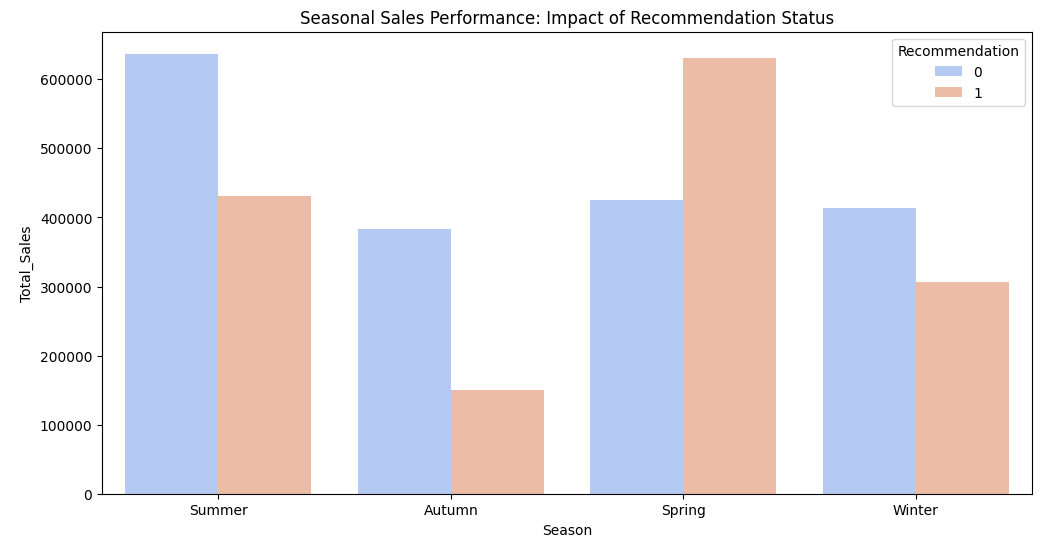 Seasonal Sales Performance: Impact of Recommendation Status
Recommendation
0
1
600000
500000
400000
300000
200000
100000
0
Total_Sales
Summer
Autumn
Spring
Winter
Season